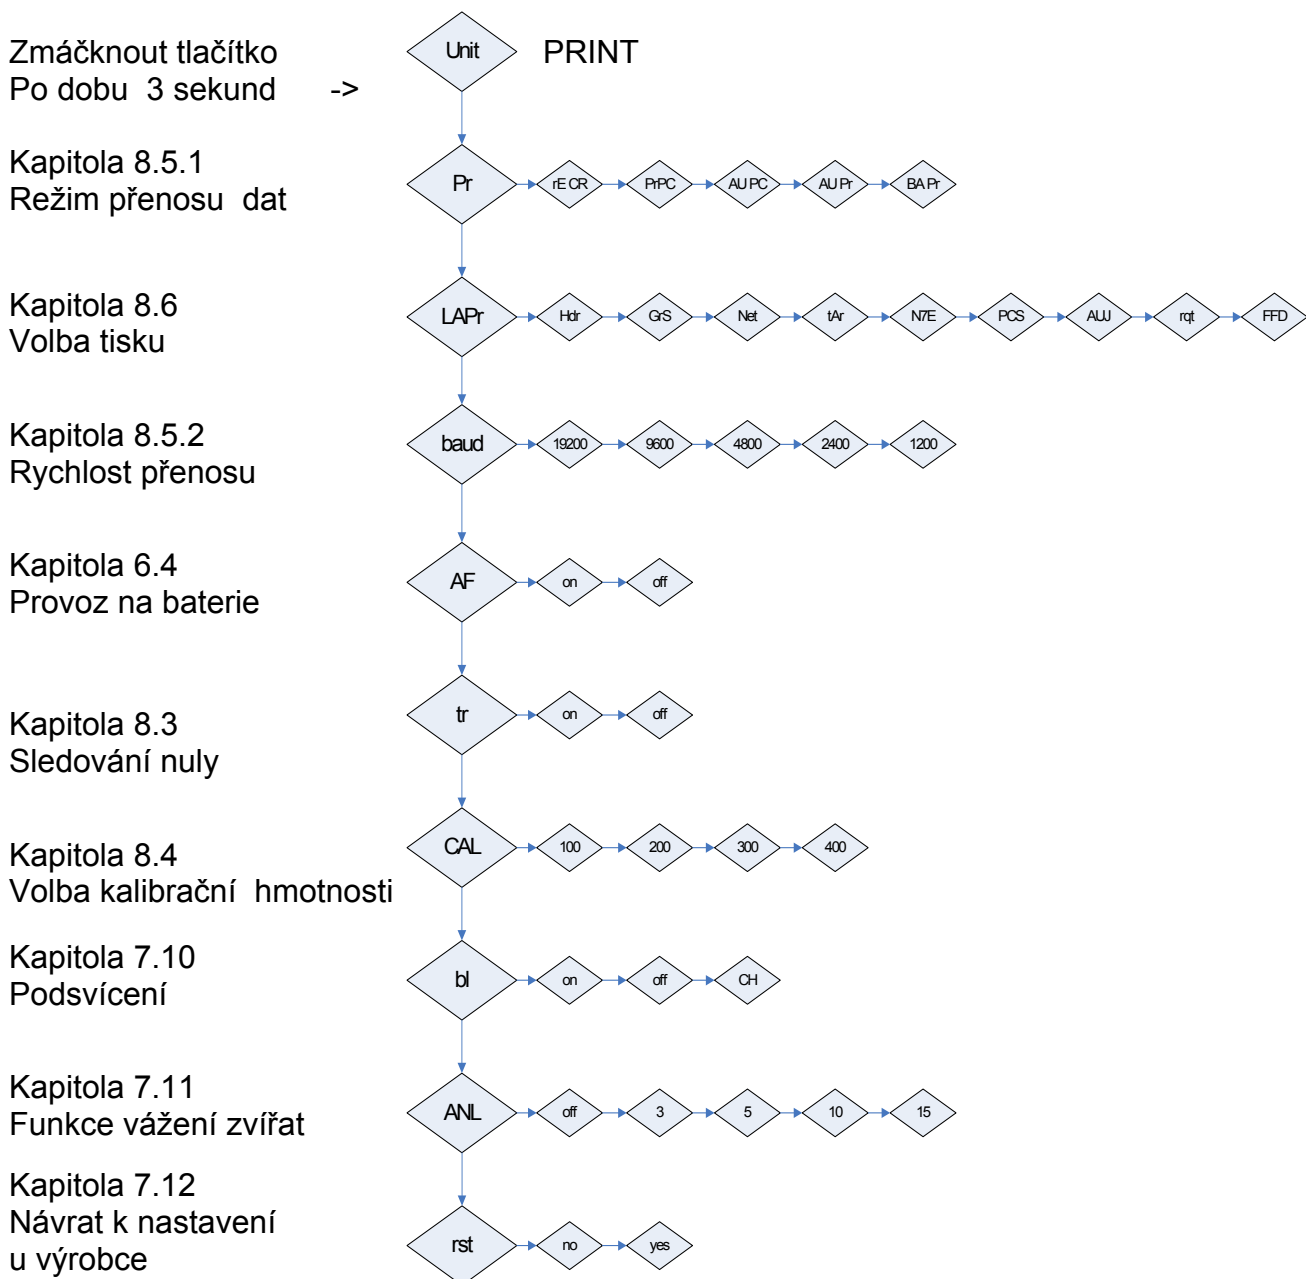 Zmáčknout tlačítko
Po dobu 3 sekund ->
Unit PRINT
Kapitola 8.5.1
Režim přenosu dat
Pr rE CR PrPC AU PC AU Pr BA Pr
Kapitola 8.6
Volba tisku
LAPr Hdr GrS Net tAr N7E PCS AUJ rqt FFD
Kapitola 8.5.2
Rychlost přenosu
baud 19200 9600 4800 2400 1200
Kapitola 6.4
Provoz na baterie
AF on off
Kapitola 8.3
Sledování nuly
tr on off
Kapitola 8.4
Volba kalibrační hmotnosti
CAL 100 200 300 400
Kapitola 7.10
Podsvícení
bl on off CH
Kapitola 7.11
Funkce vážení zvířat
ANL off 3 5 10 15
Kapitola 7.12
Návrat k nastavení
u výrobce
rst no yes